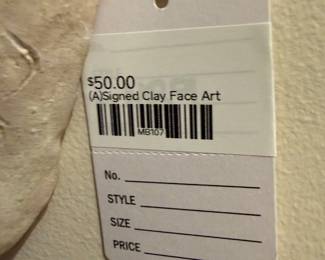 $50.00
(A)Signed Clay Face Art
MB107
No.
STYLE
SIZE
PRICE